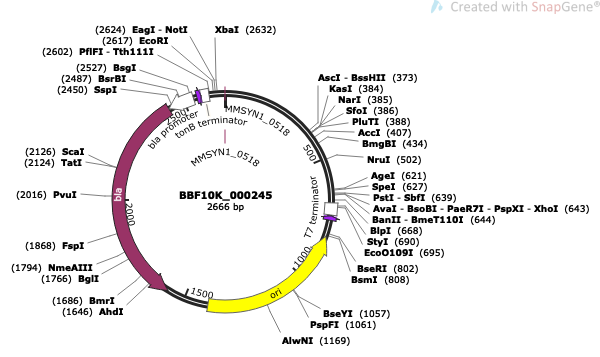 Created with SnapGene®
(2624) EagI - NotI
XbaI (2632)
(2617) EcoRI
(2602) PflFI - Tth111I
(2527) BsgI
(2487) BsrBI
(2450) SspI
AscI - BssHII (373)
KasI (384)
NarI (385)
SfoI (386)
PluTI (388)
AccI (407)
BmgBI (434)
NruI (502)
AgeI (621)
SpeI (627)
PstI - SbfI (639)
AvaI - BsoBI - PaeR7I - PspXI - XhoI (643)
BanII - BmeT110I (644)
BlpI (668)
StyI (690)
EcoO109I (695)
BseRI (802)
BsmI (808)
BseYI (1057)
PspFI (1061)
AlwNI (1169)
(2126) ScaI
(2124) TatI
(2016) PvuI
(1868) FspI
(1794) NmeAIII
(1766) BglI
(1686) BmrI
(1646) AhdI
bla promoter
tonB terminator
MMSYN1_0518
MMSYN1_0518
T7 terminator
bla
ori
500
1000
1500
2000
2500
BBF10K_000245
2666 bp